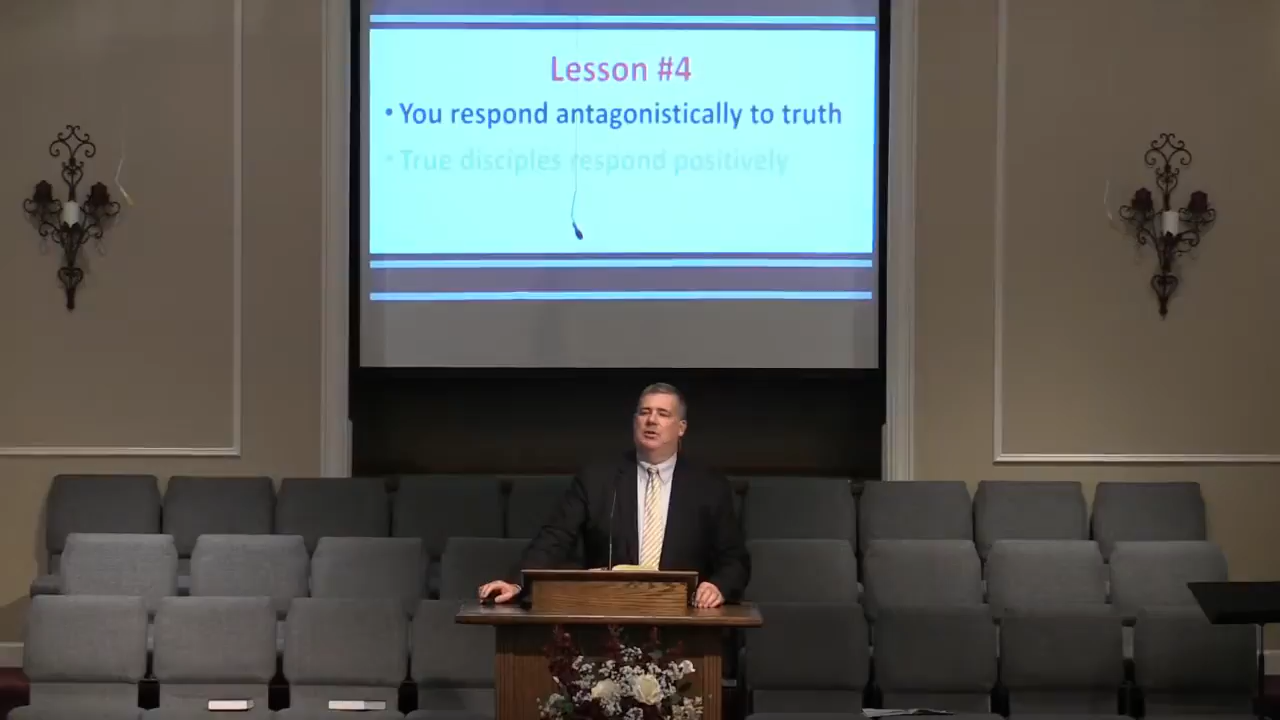 Lesson #4
• You respond antagonistically to truth
• True disciples respond positively